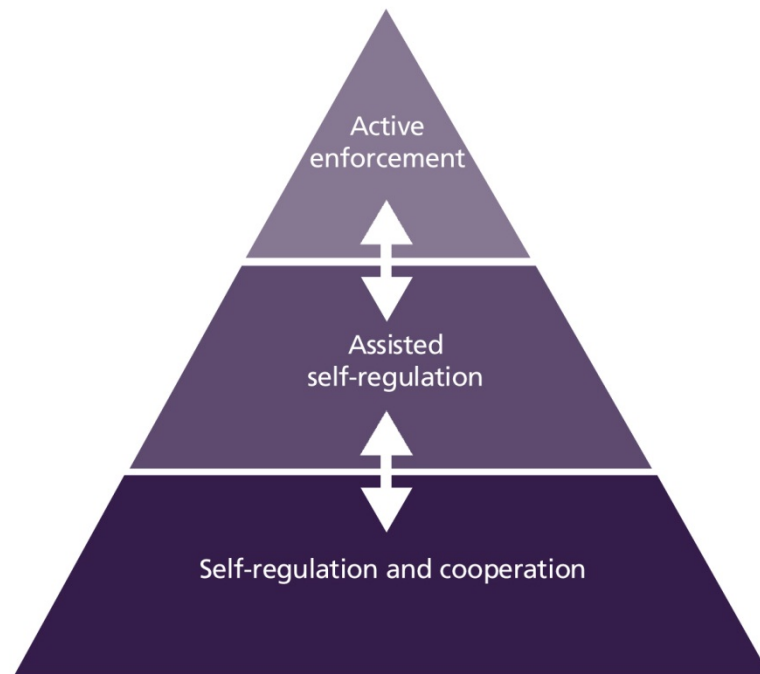 Active
enforcement
Assisted
self-regulation
Self-regulation and cooperation